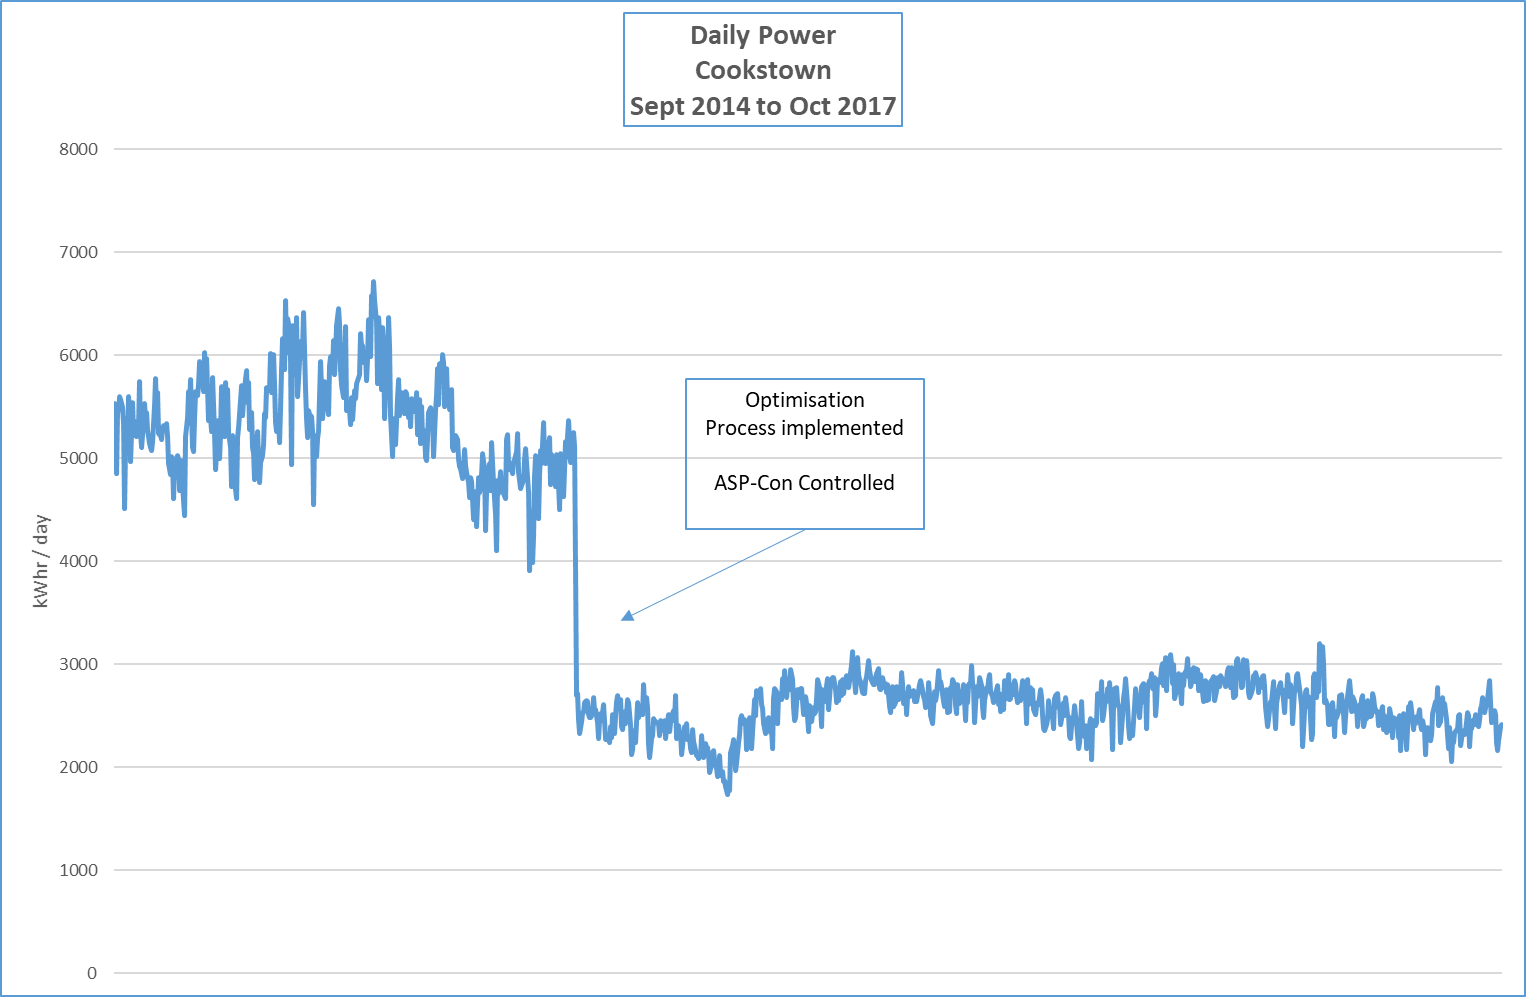 Daily Power
Cookstown
Sept 2014 to Oct 2017
8000
7000
6000
5000
4000
3000
2000
1000
0
kWhr / day
Optimisation
Process implemented
ASP-Con Controlled